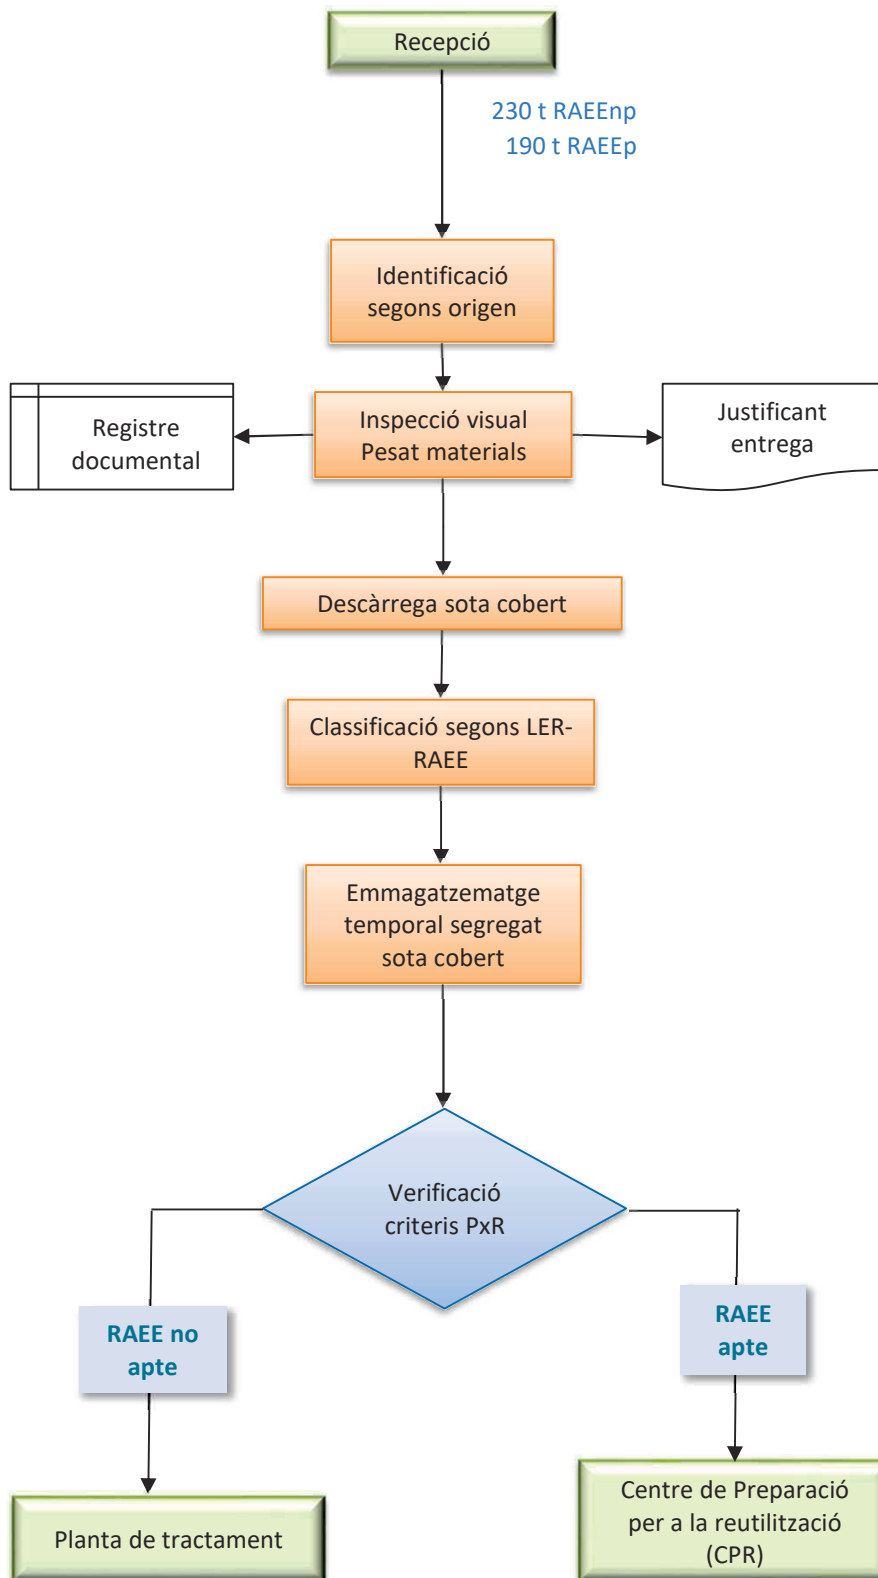 Recepció
230 t RAEEnp
190 t RAEEp
Identificació
segons origen
Registre
documental
Inspecció visual
Pesat materials
Justificant
entrega
Descàrrega sota cobert
Classificació segons LER-
RAEE
Emmagatzematge
temporal segregat
sota cobert
Verificació
criteris PxR
RAEE no
apte
RAEE
apte
Planta de tractament
Centre de Preparació
per a la reutilització
(CPR)